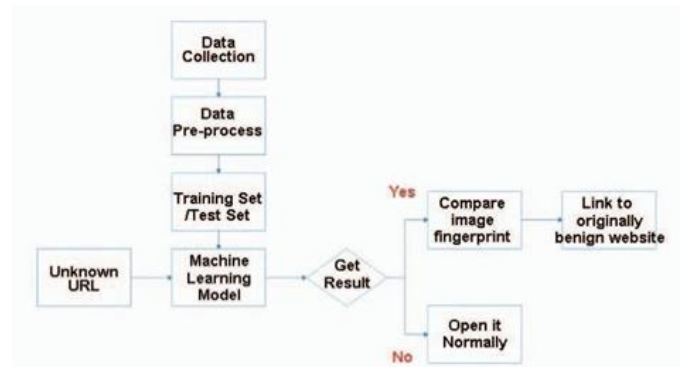 Data
Collection
Data
Pre-process
Training Set
/Test Set
Unknown
URL
Machine
Learning
Model
Get
Result
Yes
Compare
image
fingerprint
Link to
originally
benign website
No
Open it
Normally